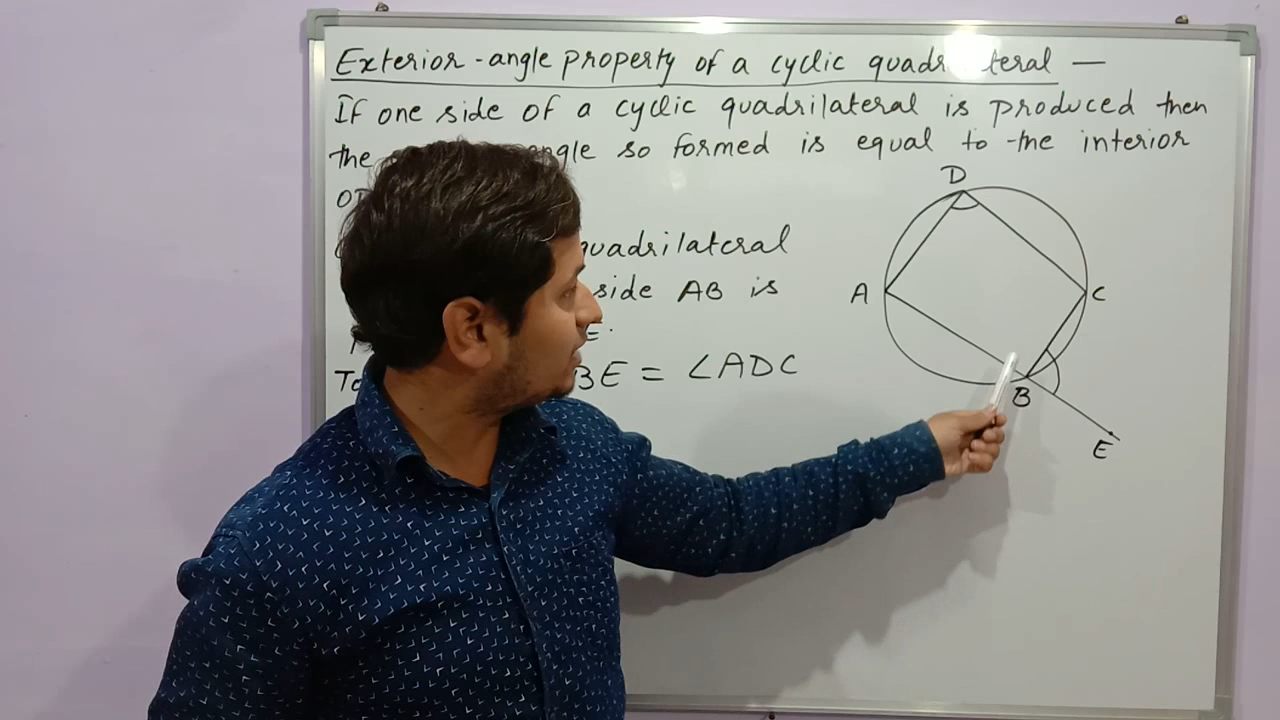 Exterior-angle property of a cyclic quadrilateral —
If one side of a cyclic quadrilateral is produced then
the angle so formed is equal to the interior
quadrilateral
side AB is
E.
To BE = ∠ADC
D
A
C
B
E